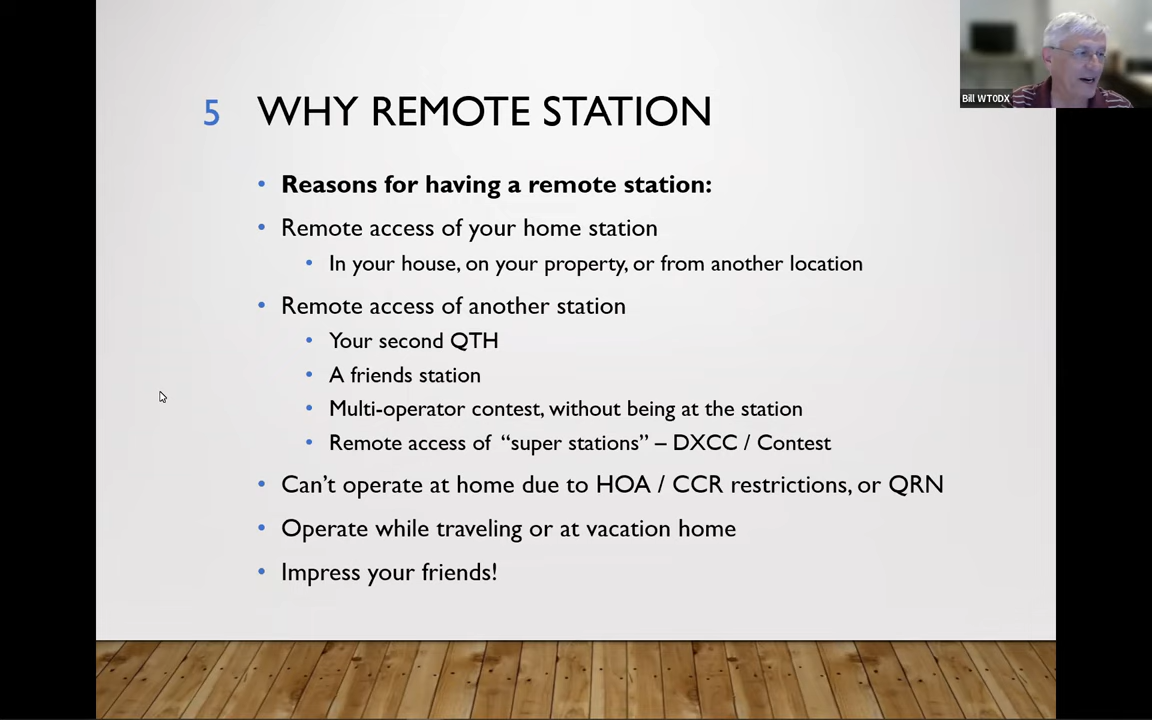 5 WHY REMOTE STATION
Bill WT0DX
• Reasons for having a remote station:
• Remote access of your home station
• In your house, on your property, or from another location
• Remote access of another station
• Your second QTH
• A friends station
• Multi-operator contest, without being at the station
• Remote access of “super stations” – DXCC / Contest
• Can’t operate at home due to HOA / CCR restrictions, or QRN
• Operate while traveling or at vacation home
• Impress your friends!